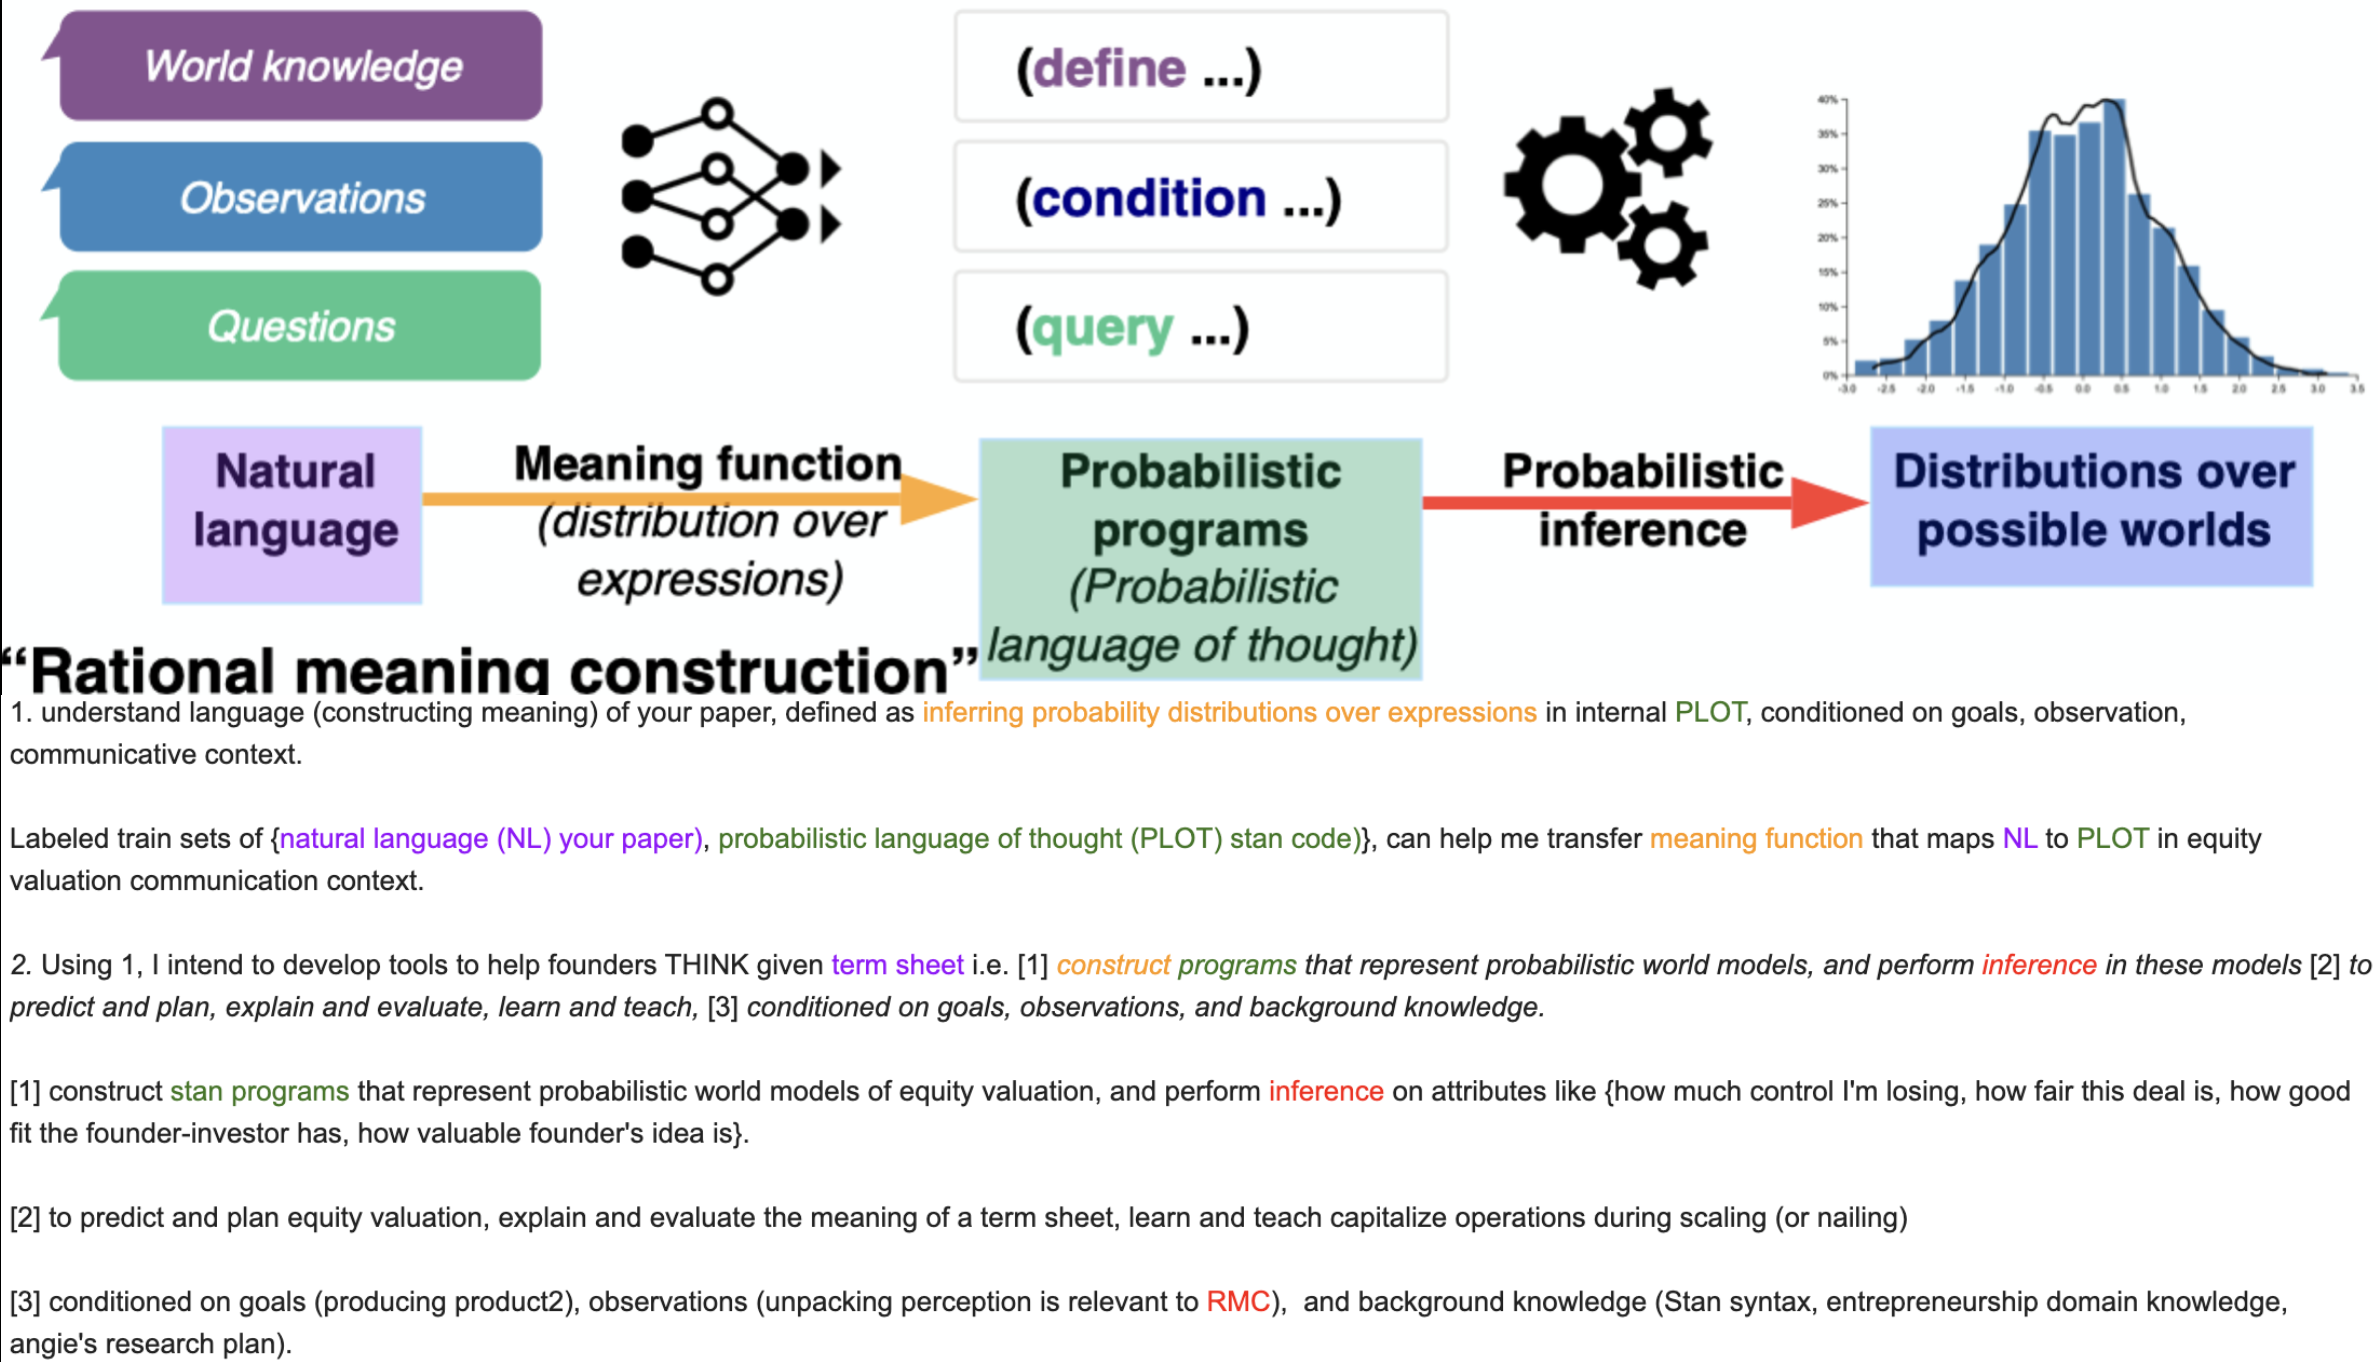 World knowledge
Observations
Questions
(define ...)
(condition ...)
(query ...)
40%
35%
30%
25%
20%
15%
10%
5%
0%
-3.0 -2.5 -2.0 -1.5 -1.0 -0.5 0.0 0.5 1.0 1.5 2.0 2.5 3.0 3.5
Natural
language
Meaning function
(distribution over
expressions)
Probabilistic
programs
(Probabilistic
language of thought)
Probabilistic
inference
Distributions over
possible worlds
“Rational meaning construction”
1. understand language (constructing meaning) of your paper, defined as inferring probability distributions over expressions in internal PLOT, conditioned on goals, observation,
communicative context.
Labeled train sets of {natural language (NL) your paper), probabilistic language of thought (PLOT) stan code)}, can help me transfer meaning function that maps NL to PLOT in equity
valuation communication context.
2. Using 1, I intend to develop tools to help founders THINK given term sheet i.e. [1] construct programs that represent probabilistic world models, and perform inference in these models [2] to
predict and plan, explain and evaluate, learn and teach, [3] conditioned on goals, observations, and background knowledge.
[1] construct stan programs that represent probabilistic world models of equity valuation, and perform inference on attributes like {how much control I'm losing, how fair this deal is, how good
fit the founder-investor has, how valuable founder's idea is}.
[2] to predict and plan equity valuation, explain and evaluate the meaning of a term sheet, learn and teach capitalize operations during scaling (or nailing)
[3] conditioned on goals (producing product2), observations (unpacking perception is relevant to RMC), and background knowledge (Stan syntax, entrepreneurship domain knowledge,
angie's research plan).